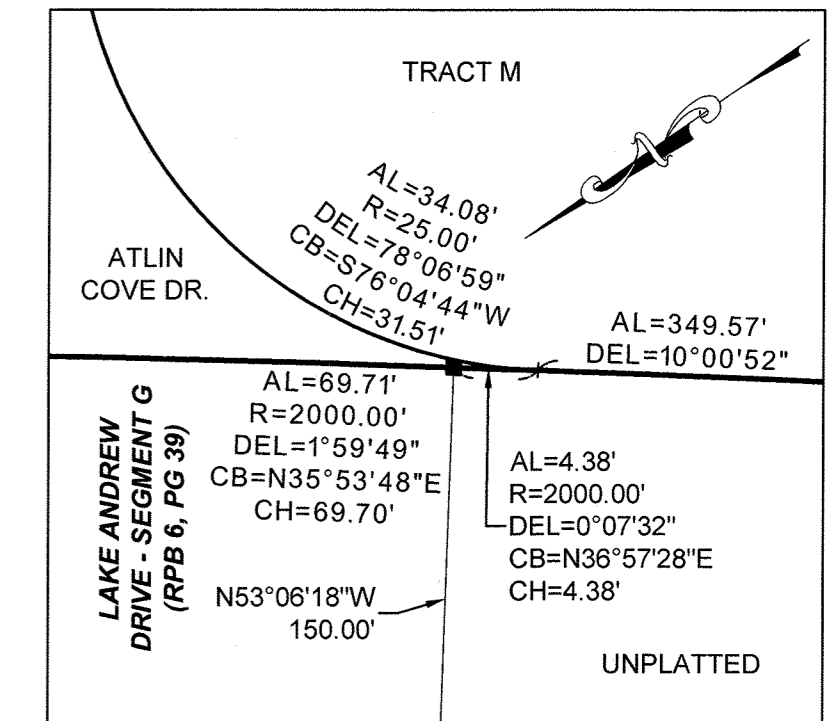 TRACT M
N
AL=34.08'
R=25.00'
DEL=78°06'59"
CB=S76°04'44"W
CH=31.51'
ATLIN
COVE DR.
AL=349.57'
DEL=10°00'52"
AL=69.71'
R=2000.00'
DEL=1°59'49"
CB=N35°53'48"E
CH=69.70'
LAKE ANDREW
DRIVE - SEGMENT G
(RPB 6, PG 39)
AL=4.38'
R=2000.00'
DEL=0°07'32"
CB=N36°57'28"E
CH=4.38'
N53°06'18"W
150.00'
UNPLATTED